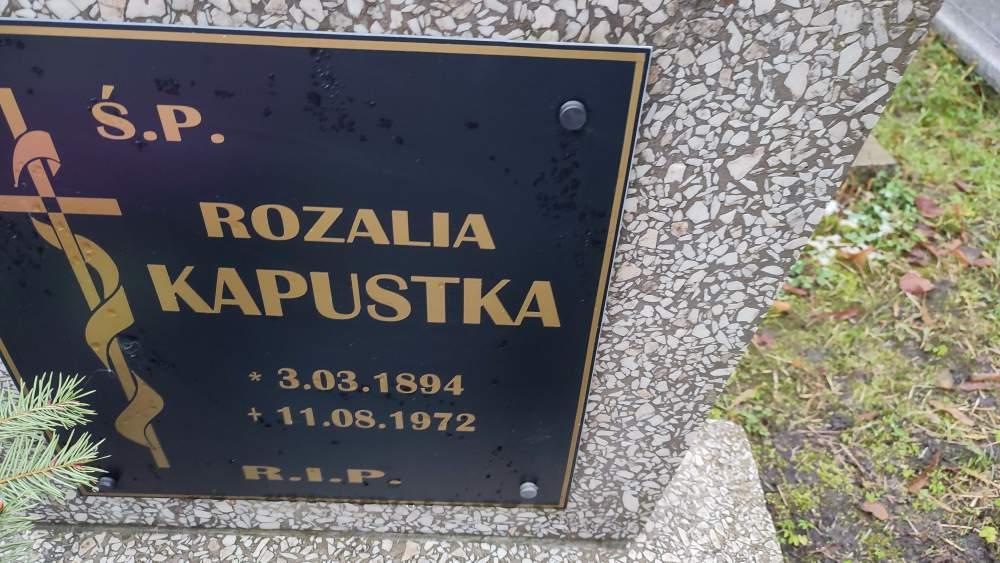 Ś.P.
ROZALIA
KAPUSTKA
* 3.03.1894
+ 11.08.1972
R.I.P.